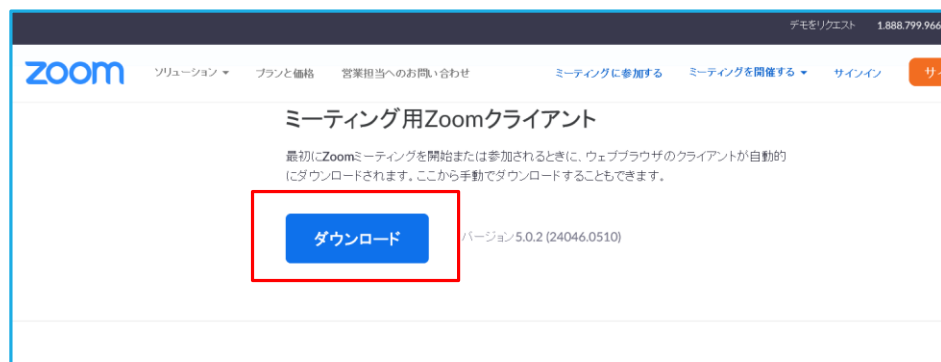 デモをリクエスト 1.888.799.966
zoom ソリューション プランと価格 営業担当へのお問い合わせ ミーティングに参加する ミーティングを開催する サインイン サイ
ミーティング用Zoomクライアント
最初にZoomミーティングを開始または参加されるときに、ウェブブラウザのクライアントが自動的
にダウンロードされます。ここから手動でダウンロードすることもできます。
ダウンロード バージョン5.0.2 (24046.0510)